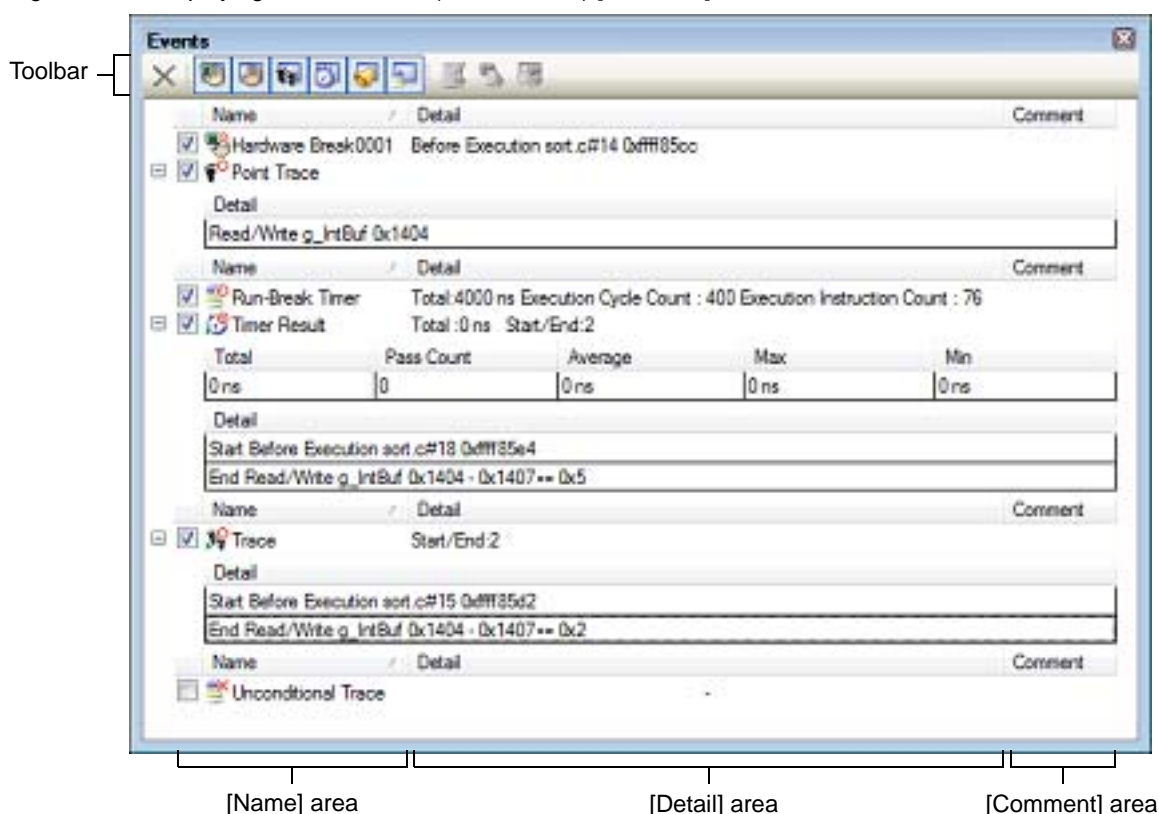 Events
Toolbar
Name Detail Comment
Hardware Break0001 Before Execution sort.c#14 0xffff85cc
Point Trace
Detail
Read/Write g_IntBuf 0x1404
Name Detail Comment
Run-Break Timer Total:4000 ns Execution Cycle Count : 400 Execution Instruction Count : 76
Timer Result Total :0 ns Start/End:2
Total Pass Count Average Max Min
0 ns 0 0 ns 0 ns 0 ns
Detail
Start Before Execution sort.c#18 0xffff85e4
End Read/Write g_IntBuf 0x1404 - 0x1407 == 0x5
Name Detail Comment
Trace Start/End:2
Detail
Start Before Execution sort.c#15 0xffff85d2
End Read/Write g_IntBuf 0x1404 - 0x1407 == 0x2
Name Detail Comment
Unconditional Trace -
[Name] area [Detail] area [Comment] area